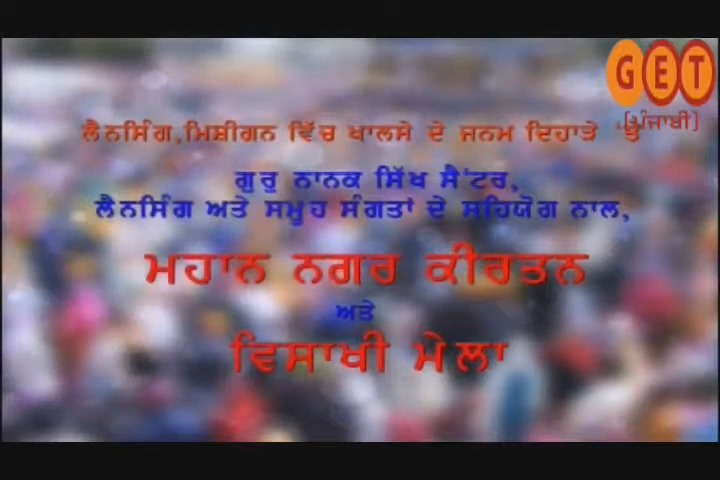 GET
[ਪੰਜਾਬੀ]
ਲੈਨਸਿੰਗ,ਮਿਸ਼ੀਗਨ ਵਿੱਚ ਖਾਲਸੇ ਦੇ ਜਨਮ ਦਿਹਾੜੇ 'ਤੇ
ਗੁਰੁ ਨਾਨਕ ਸਿੱਖ ਸੈਂਟਰ,
ਲੈਨਸਿੰਗ ਅਤੇ ਸਮੂਹ ਸੰਗਤਾਂ ਦੇ ਸਹਿਯੋਗ ਨਾਲ,
ਮਹਾਨ ਨਗਰ ਕੀਰਤਨ
ਅਤੇ
ਵਿਸਾਖੀ ਮੇਲਾ